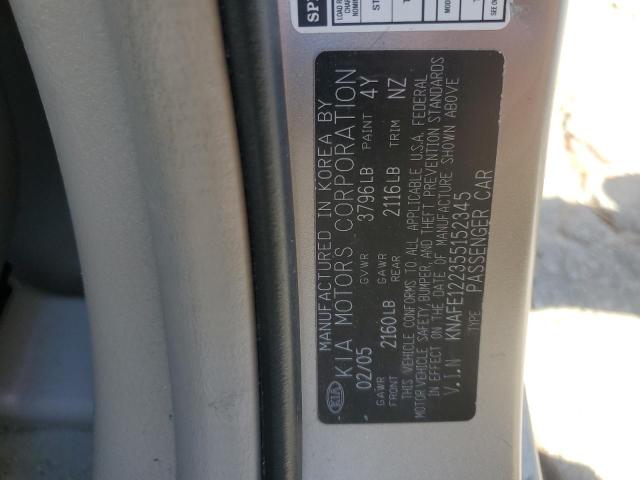 MANUFACTURED IN KOREA BY
KIA MOTORS CORPORATION
02/05 GVWR 3796LB PAINT 4Y
GAWR FRONT 2160LB GAWR REAR 2116LB TRIM NZ
THIS VEHICLE CONFORMS TO ALL APPLICABLE U.S.A. FEDERAL
MOTOR VEHICLE SAFETY, BUMPER, AND THEFT PREVENTION STANDARDS
IN EFFECT ON THE DATE OF MANUFACTURE SHOWN ABOVE
V.I.N KNAFE122355152345
TYPE PASSENGER CAR
KIA